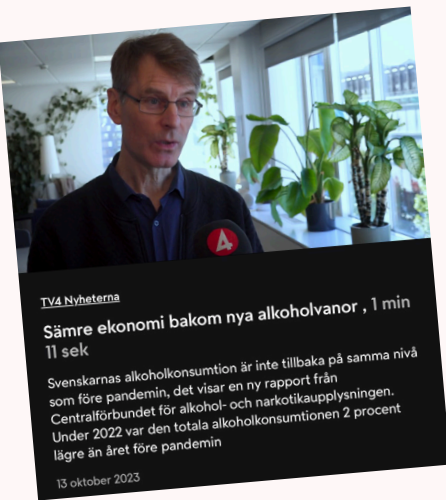 4
TV4 Nyheterna
Sämre ekonomi bakom nya alkoholvanor , 1 min
11 sek
Svenskarnas alkoholkonsumtion är inte tillbaka på samma nivå
som före pandemin, det visar en ny rapport från
Centralförbundet för alkohol- och narkotikaupplysningen.
Under 2022 var den totala alkoholkonsumtionen 2 procent
lägre än året före pandemin
13 oktober 2023